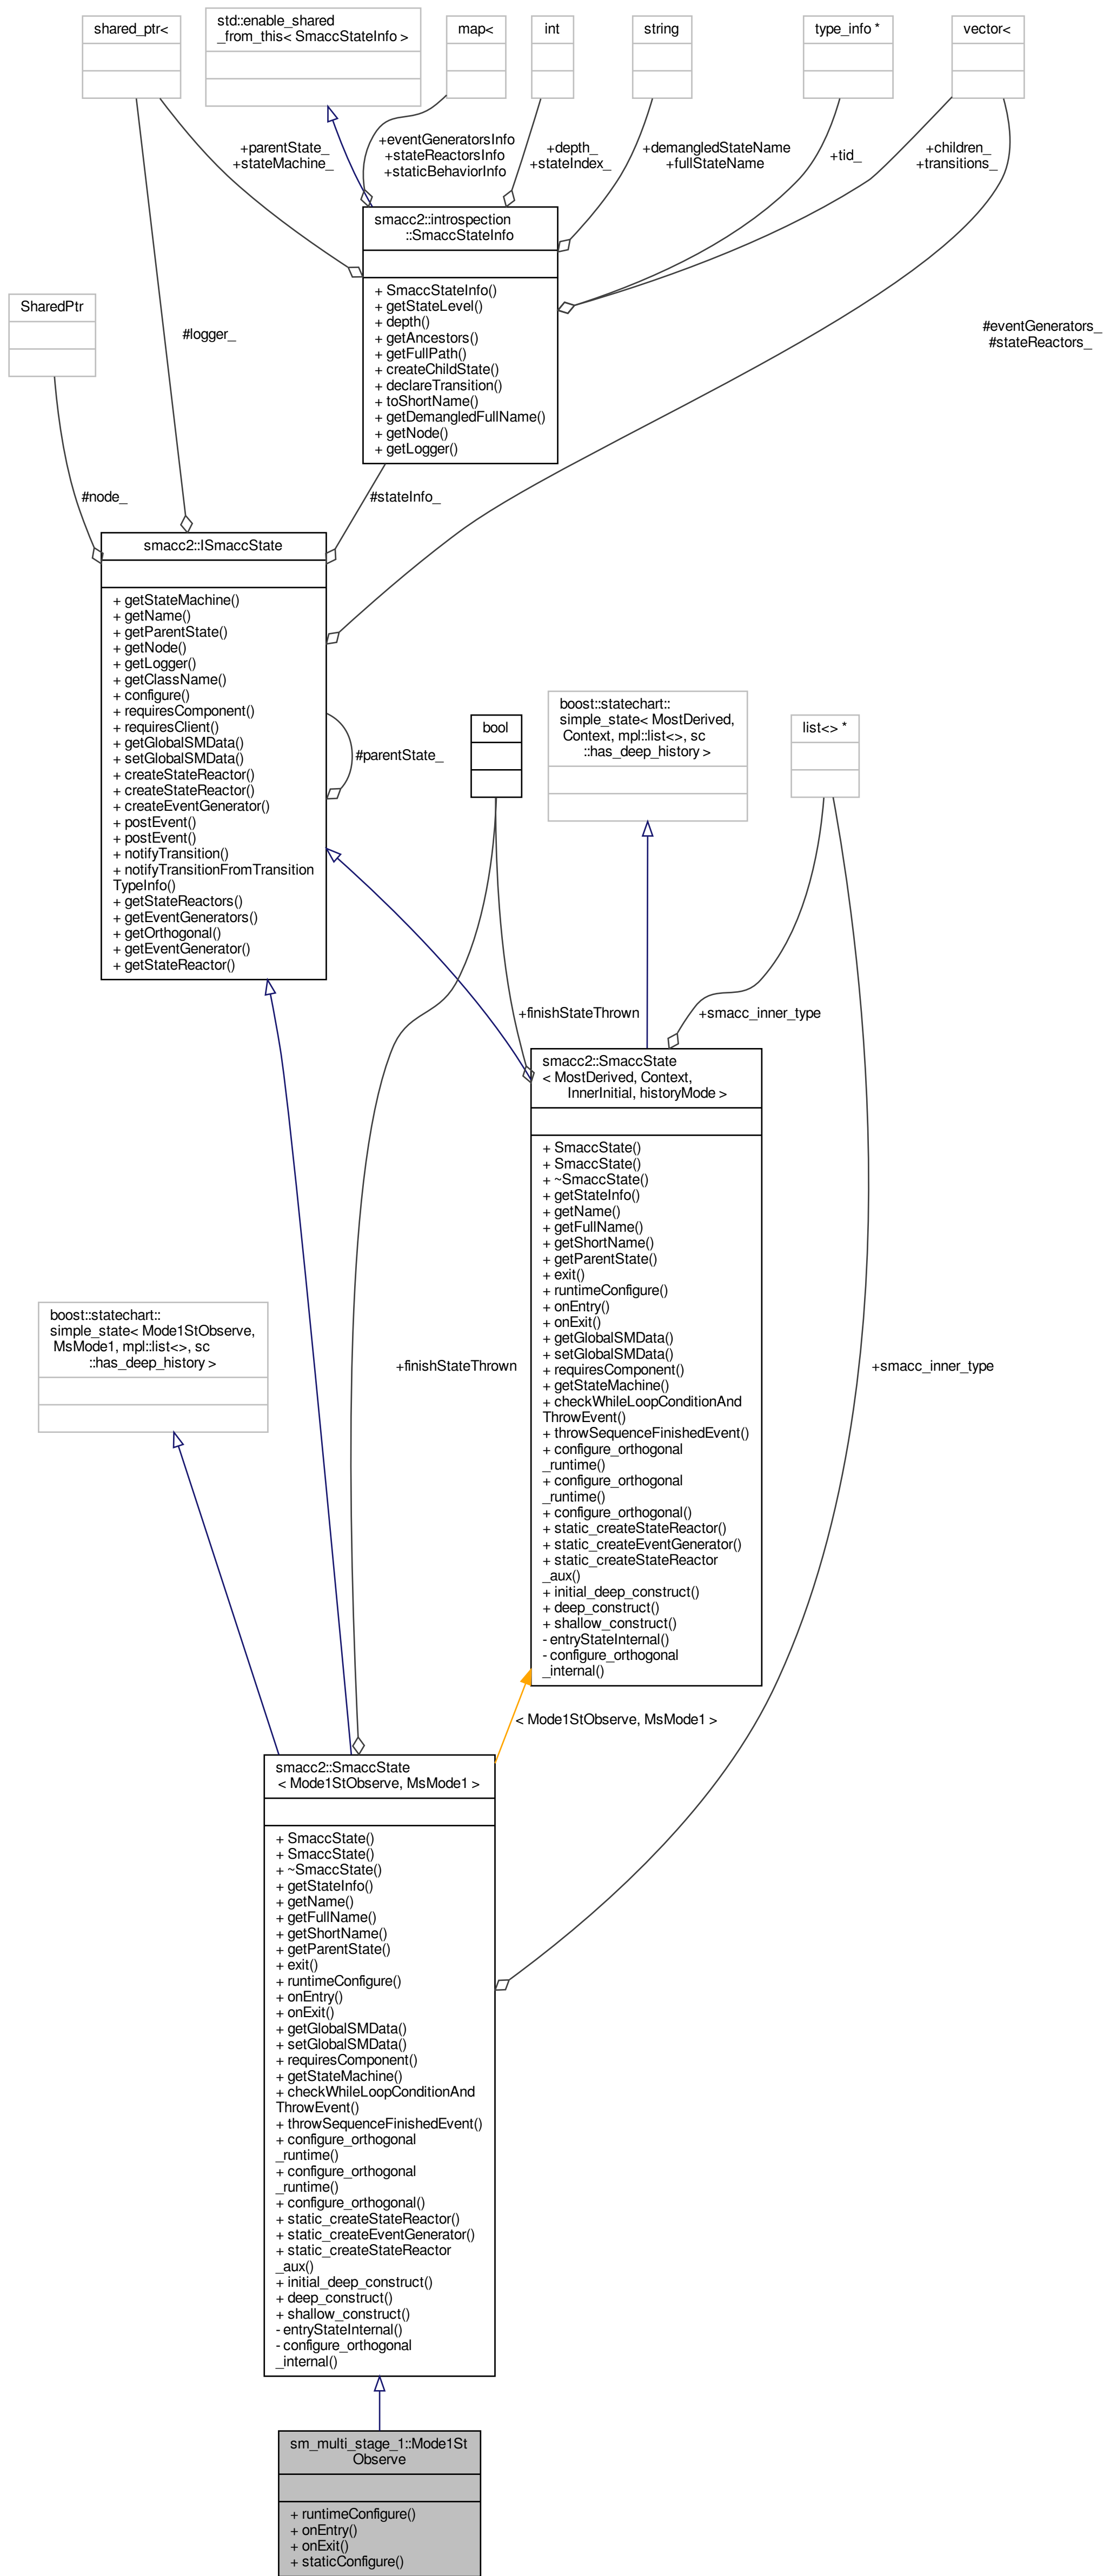 shared_ptr<
std::enable_shared
_from_this< SmaccStateInfo >
map<
int
string
type_info *
vector<
+parentState_
+stateMachine_
+eventGeneratorsInfo
+stateReactorsInfo
+staticBehaviorInfo
+depth_
+stateIndex_
+demangledStateName
+fullStateName
+tid_
+children_
+transitions_
smacc2::introspection
::SmaccStateInfo
+ SmaccStateInfo()
+ getStateLevel()
+ depth()
+ getAncestors()
+ getFullPath()
+ createChildState()
+ declareTransition()
+ toShortName()
+ getDemangledFullName()
+ getNode()
+ getLogger()
SharedPtr
#logger_
#eventGenerators_
#stateReactors_
#node_
#stateInfo_
smacc2::ISmaccState
+ getStateMachine()
+ getName()
+ getParentState()
+ getNode()
+ getLogger()
+ getClassName()
+ configure()
+ requiresComponent()
+ requiresClient()
+ getGlobalSMData()
+ setGlobalSMData()
+ createStateReactor()
+ createStateReactor()
+ createEventGenerator()
+ postEvent()
+ postEvent()
+ notifyTransition()
+ notifyTransitionFromTransition
TypeInfo()
+ getStateReactors()
+ getEventGenerators()
+ getOrthogonal()
+ getEventGenerator()
+ getStateReactor()
#parentState_
bool
boost::statechart::
simple_state< MostDerived,
Context, mpl::list<>, sc
::has_deep_history >
list<> *
+finishStateThrown
+smacc_inner_type
smacc2::SmaccState
< MostDerived, Context,
InnerInitial, historyMode >
+ SmaccState()
+ SmaccState()
+ ~SmaccState()
+ getStateInfo()
+ getName()
+ getFullName()
+ getShortName()
+ getParentState()
+ exit()
+ runtimeConfigure()
+ onEntry()
+ onExit()
+ getGlobalSMData()
+ setGlobalSMData()
+ requiresComponent()
+ getStateMachine()
+ checkWhileLoopConditionAnd
ThrowEvent()
+ throwSequenceFinishedEvent()
+ configure_orthogonal
_runtime()
+ configure_orthogonal
_runtime()
+ configure_orthogonal()
+ static_createStateReactor()
+ static_createEventGenerator()
+ static_createStateReactor
_aux()
+ initial_deep_construct()
+ deep_construct()
+ shallow_construct()
- entryStateInternal()
- configure_orthogonal
_internal()
boost::statechart::
simple_state< Mode1StObserve,
MsMode1, mpl::list<>, sc
::has_deep_history >
+finishStateThrown
+smacc_inner_type
< Mode1StObserve, MsMode1 >
smacc2::SmaccState
< Mode1StObserve, MsMode1 >
+ SmaccState()
+ SmaccState()
+ ~SmaccState()
+ getStateInfo()
+ getName()
+ getFullName()
+ getShortName()
+ getParentState()
+ exit()
+ runtimeConfigure()
+ onEntry()
+ onExit()
+ getGlobalSMData()
+ setGlobalSMData()
+ requiresComponent()
+ getStateMachine()
+ checkWhileLoopConditionAnd
ThrowEvent()
+ throwSequenceFinishedEvent()
+ configure_orthogonal
_runtime()
+ configure_orthogonal
_runtime()
+ configure_orthogonal()
+ static_createStateReactor()
+ static_createEventGenerator()
+ static_createStateReactor
_aux()
+ initial_deep_construct()
+ deep_construct()
+ shallow_construct()
- entryStateInternal()
- configure_orthogonal
_internal()
sm_multi_stage_1::Mode1St
Observe
+ runtimeConfigure()
+ onEntry()
+ onExit()
+ staticConfigure()